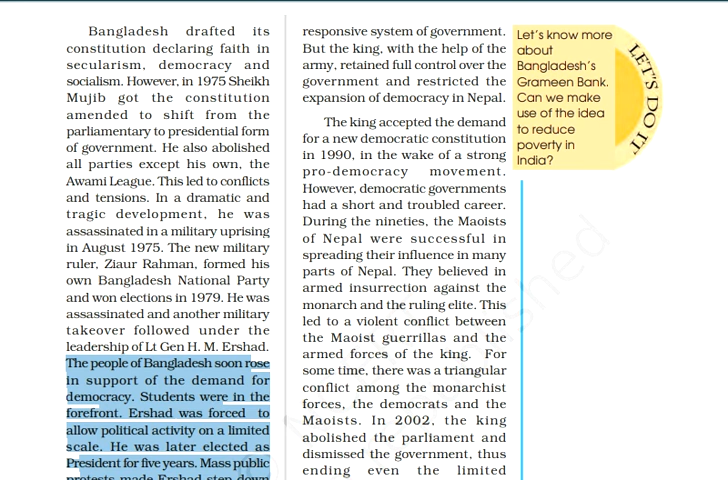 Bangladesh drafted its
constitution declaring faith in
secularism, democracy and
socialism. However, in 1975 Sheikh
Mujib got the constitution
amended to shift from the
parliamentary to presidential form
of government. He also abolished
all parties except his own, the
Awami League. This led to conflicts
and tensions. In a dramatic and
tragic development, he was
assassinated in a military uprising
in August 1975. The new military
ruler, Ziaur Rahman, formed his
own Bangladesh National Party
and won elections in 1979. He was
assassinated and another military
takeover followed under the
leadership of Lt Gen H. M. Ershad.
The people of Bangladesh soon rose
in support of the demand for
democracy. Students were in the
forefront. Ershad was forced to
allow political activity on a limited
scale. He was later elected as
President for five years. Mass public
protests made Ershad step down
responsive system of government.
But the king, with the help of the
army, retained full control over the
government and restricted the
expansion of democracy in Nepal.
The king accepted the demand
for a new democratic constitution
in 1990, in the wake of a strong
pro-democracy movement.
However, democratic governments
had a short and troubled career.
During the nineties, the Maoists
of Nepal were successful in
spreading their influence in many
parts of Nepal. They believed in
armed insurrection against the
monarch and the ruling elite. This
led to a violent conflict between
the Maoist guerrillas and the
armed forces of the king. For
some time, there was a triangular
conflict among the monarchist
forces, the democrats and the
Maoists. In 2002, the king
abolished the parliament and
dismissed the government, thus
ending even the limited
Let's know more
about
Bangladesh's
Grameen Bank.
Can we make
use of the idea
to reduce
poverty in
India?
LET'S DO IT